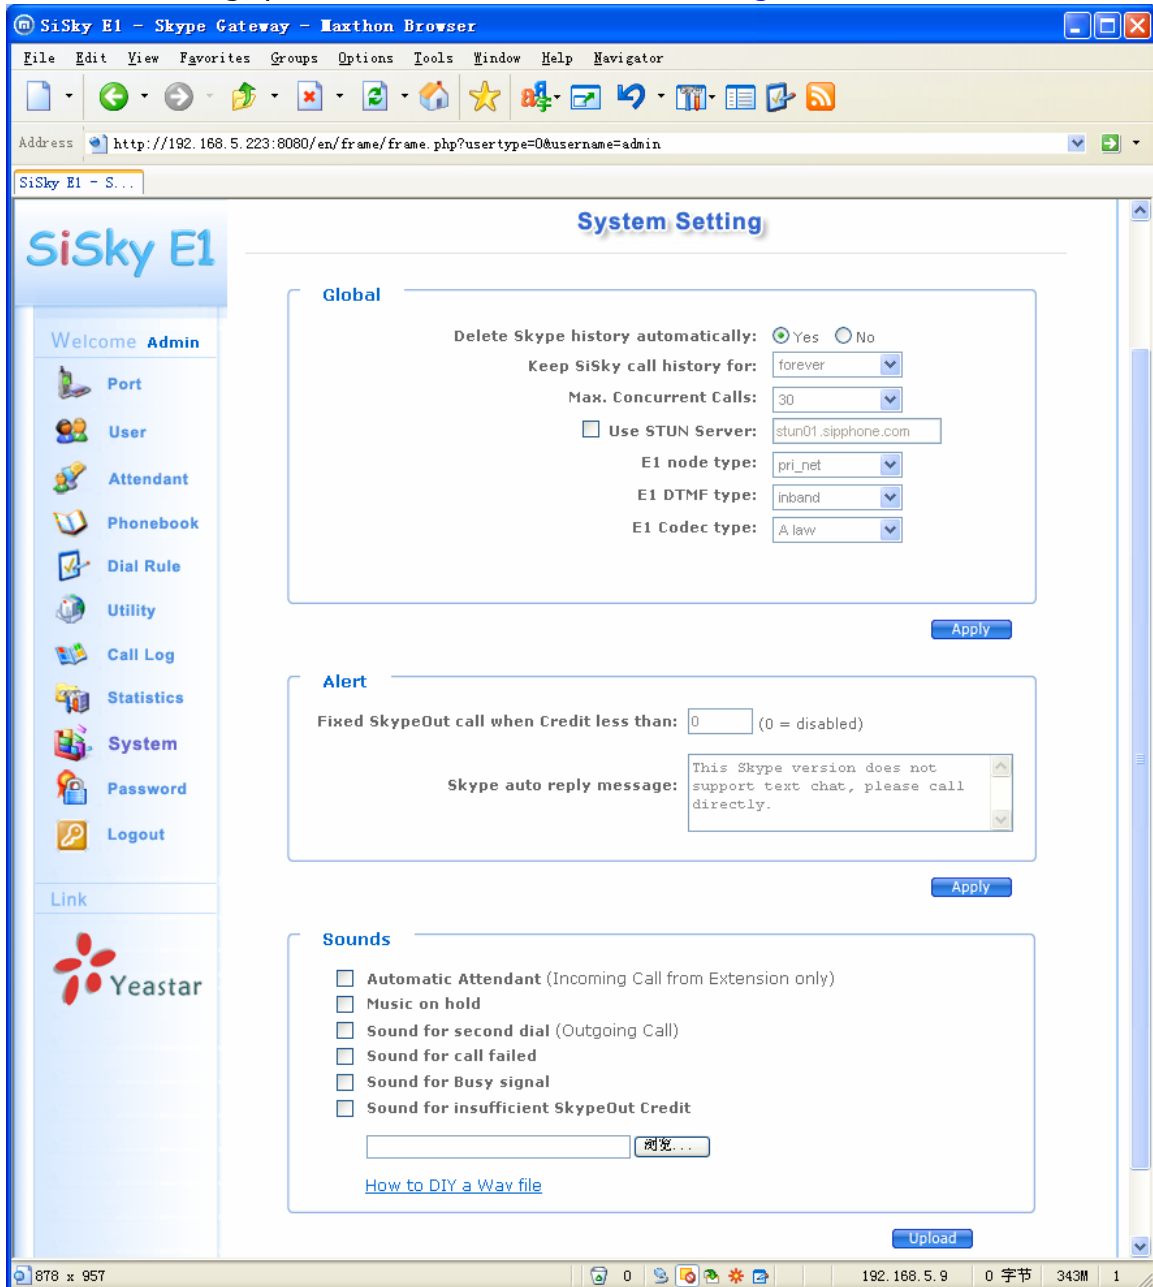 SiSky E1 - Skype Gateway - Maxthon Browser
File Edit View Favorites Groups Options Tools Window Help Navigator
Address http://192.168.5.223:8080/en/frame/frame.php?usertype=0&username=admin
SiSky E1 - S...
SiSky E1
System Setting
Welcome Admin
Port
User
Attendant
Phonebook
Dial Rule
Utility
Call Log
Statistics
System
Password
Logout
Link
Yeastar
Global
Delete Skype history automatically: Yes No
Keep SiSky call history for: forever
Max. Concurrent Calls: 30
Use STUN Server: stun01.sipphone.com
E1 node type: pri_net
E1 DTMF type: inband
E1 Codec type: A law
Apply
Alert
Fixed SkypeOut call when Credit less than: 0 (0 = disabled)
Skype auto reply message: This Skype version does not
support text chat, please call
directly.
Apply
Sounds
Automatic Attendant (Incoming Call from Extension only)
Music on hold
Sound for second dial (Outgoing Call)
Sound for call failed
Sound for Busy signal
Sound for insufficient SkypeOut Credit
浏览...
How to DIY a Wav file
Upload
878 x 957 0 192.168.5.9 0 字节 343M 1